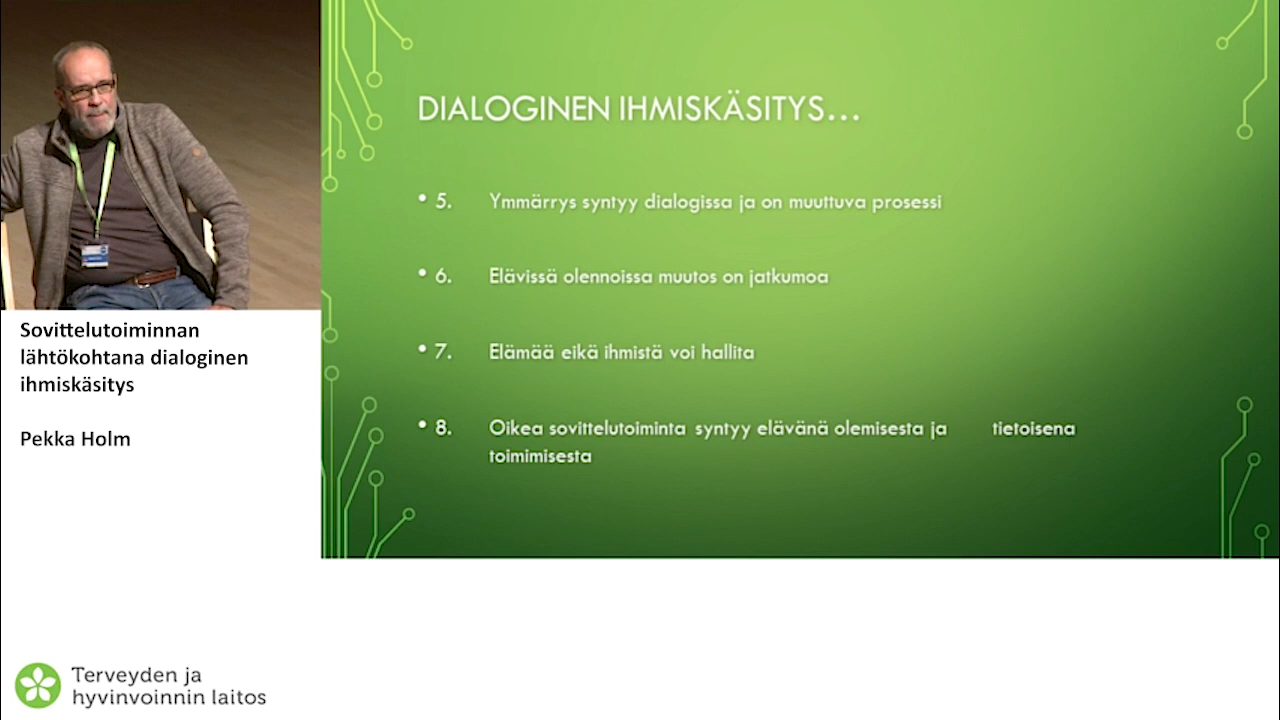 DIALOGINEN IHMISKÄSITYS...
• 5. Ymmärrys syntyy dialogissa ja on muuttuva prosessi
• 6. Elävissä olennoissa muutos on jatkumoa
• 7. Elämää eikä ihmistä voi hallita
• 8. Oikea sovittelutoiminta syntyy elävänä olemisesta ja tietoisena
toimimisesta
Sovittelutoiminnan
lähtökohtana dialoginen
ihmiskäsitys
Pekka Holm
Terveyden ja
hyvinvoinnin laitos